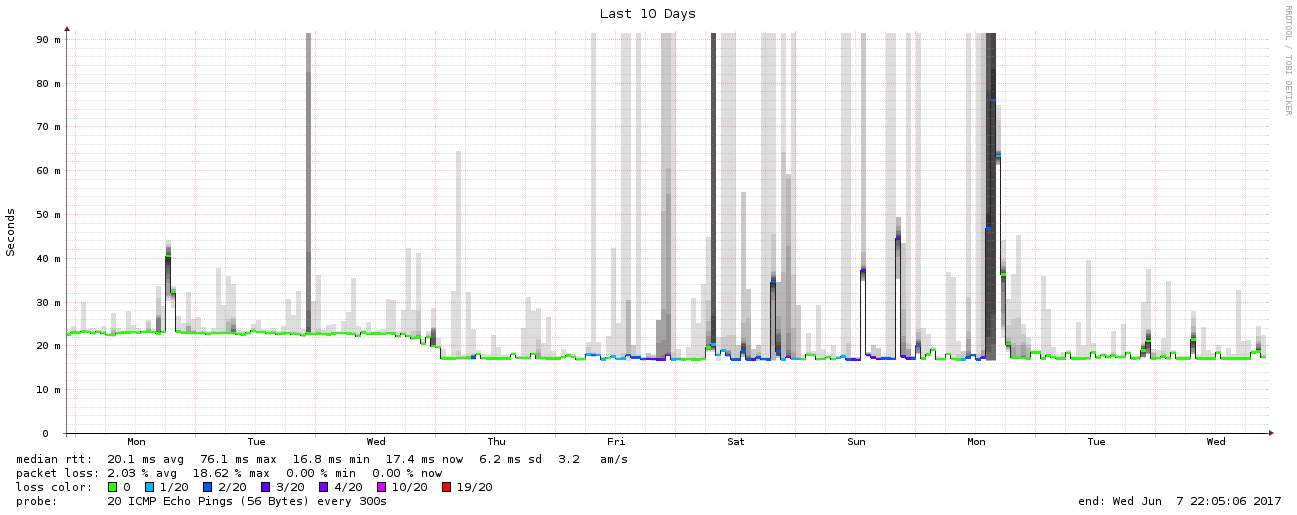 Last 10 Days
RRDTOOL / TOBI OETIKER
Seconds
90 m
80 m
70 m
60 m
50 m
40 m
30 m
20 m
10 m
0
Mon Tue Wed Thu Fri Sat Sun Mon Tue Wed
median rtt: 20.1 ms avg 76.1 ms max 16.8 ms min 17.4 ms now 6.2 ms sd 3.2 am/s
packet loss: 2.03 % avg 18.62 % max 0.00 % min 0.00 % now
loss color: 0 1/20 2/20 3/20 4/20 10/20 19/20
probe: 20 ICMP Echo Pings (56 Bytes) every 300s end: Wed Jun 7 22:05:06 2017